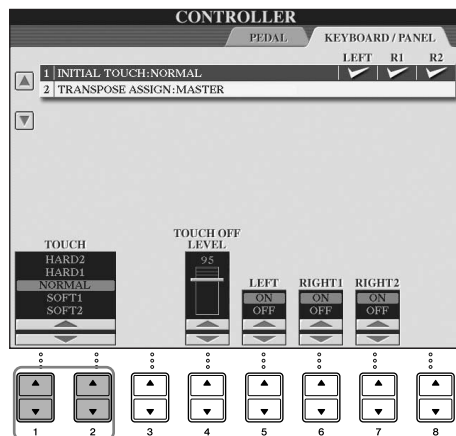 CONTROLLER
PEDAL KEYBOARD / PANEL
LEFT R1 R2
1 INITIAL TOUCH:NORMAL
2 TRANSPOSE ASSIGN:MASTER
TOUCH
HARD2
HARD1
NORMAL
SOFT1
SOFT2
TOUCH OFF
LEVEL
95
LEFT RIGHT1 RIGHT2
ON ON ON
OFF OFF OFF
1 2 3 4 5 6 7 8